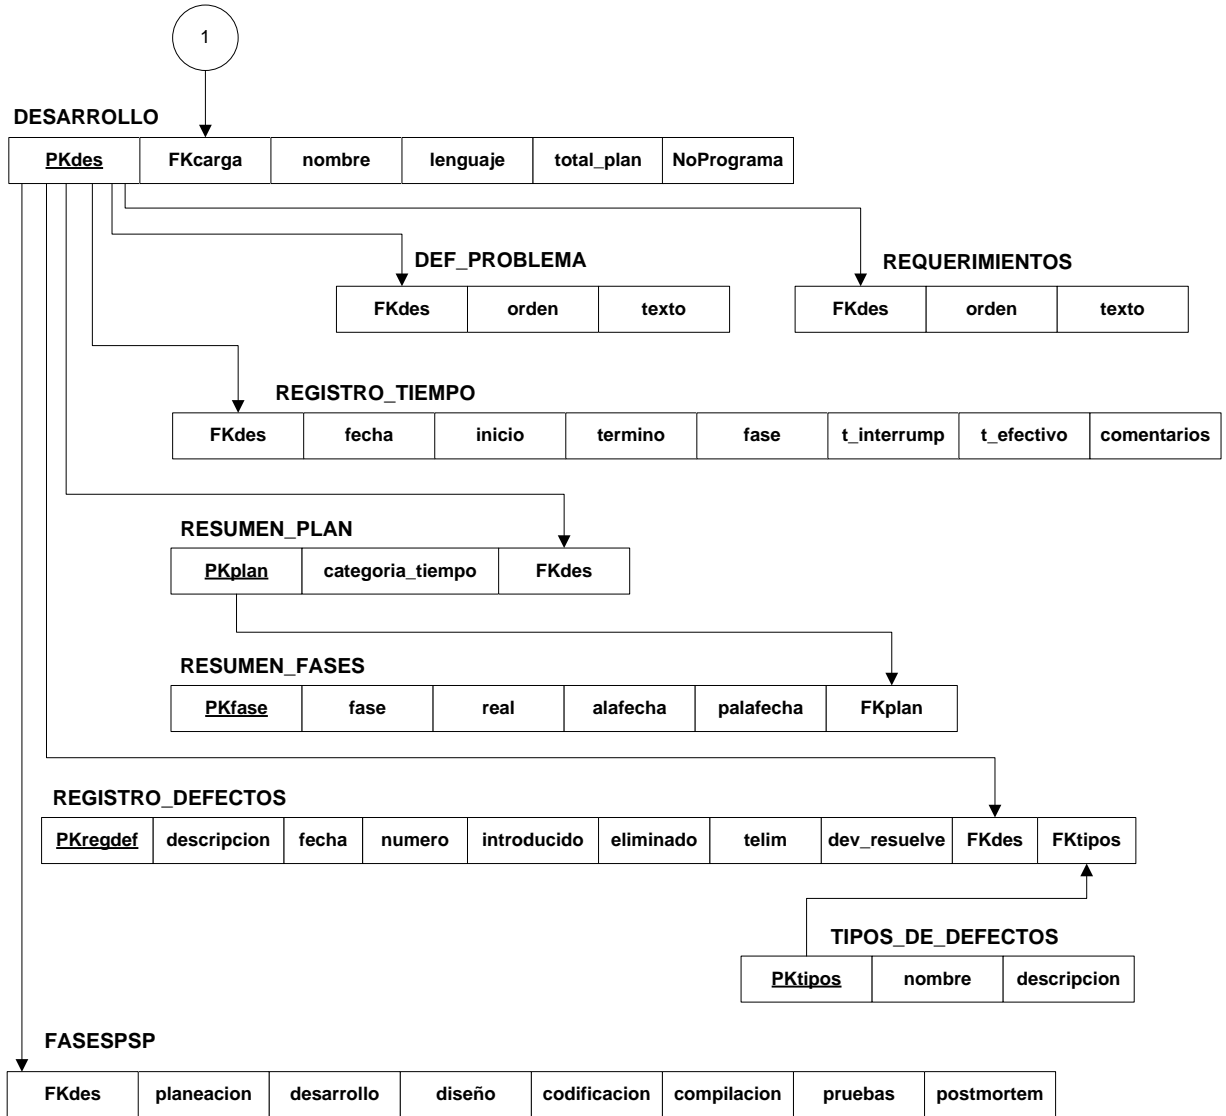 1
DESARROLLO
PKdes FKcarga nombre lenguaje total_plan NoPrograma
DEF_PROBLEMA
FKdes orden texto
REQUERIMIENTOS
FKdes orden texto
REGISTRO_TIEMPO
FKdes fecha inicio termino fase t_interrump t_efectivo comentarios
RESUMEN_PLAN
PKplan categoria_tiempo FKdes
RESUMEN_FASES
PKfase fase real alafecha palafecha FKplan
REGISTRO_DEFECTOS
PKregdef descripcion fecha numero introducido eliminado telim dev_resuelve FKdes FKtipos
TIPOS_DE_DEFECTOS
PKtipos nombre descripcion
FASESPSP
FKdes planeacion desarrollo diseño codificacion compilacion pruebas postmortem